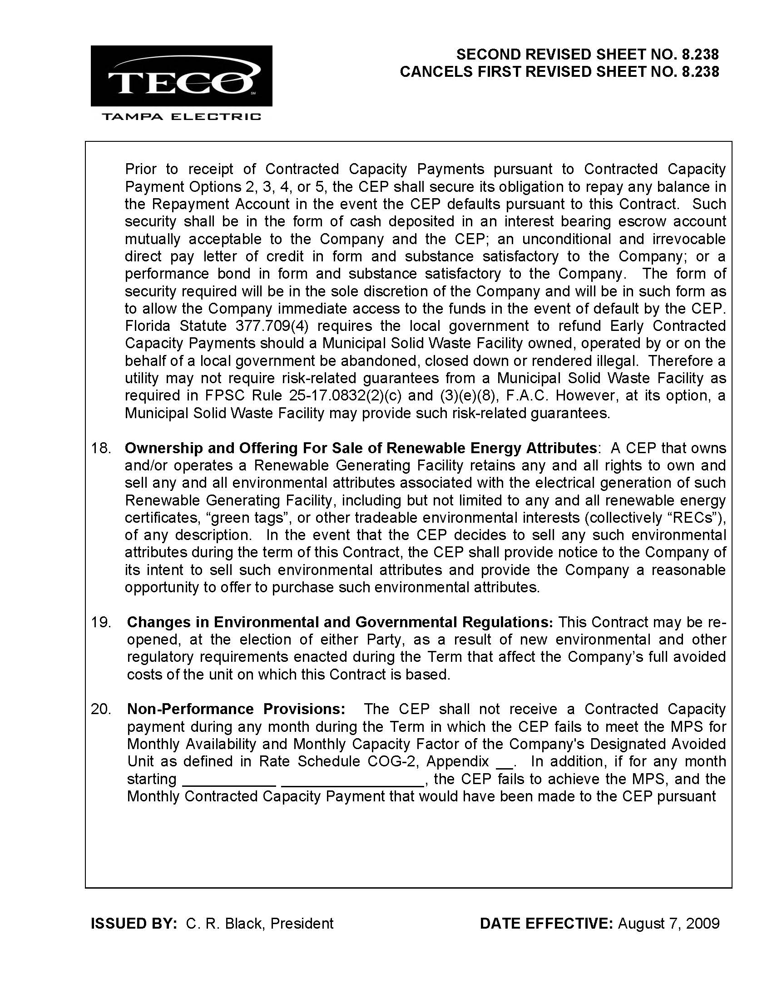 SECOND REVISED SHEET NO. 8.238
CANCELS FIRST REVISED SHEET NO. 8.238
TECO
SM
TAMPA ELECTRIC
Prior to receipt of Contracted Capacity Payments pursuant to Contracted Capacity
Payment Options 2, 3, 4, or 5, the CEP shall secure its obligation to repay any balance in
the Repayment Account in the event the CEP defaults pursuant to this Contract. Such
security shall be in the form of cash deposited in an interest bearing escrow account
mutually acceptable to the Company and the CEP; an unconditional and irrevocable
direct pay letter of credit in form and substance satisfactory to the Company; or a
performance bond in form and substance satisfactory to the Company. The form of
security required will be in the sole discretion of the Company and will be in such form as
to allow the Company immediate access to the funds in the event of default by the CEP.
Florida Statute 377.709(4) requires the local government to refund Early Contracted
Capacity Payments should a Municipal Solid Waste Facility owned, operated by or on the
behalf of a local government be abandoned, closed down or rendered illegal. Therefore a
utility may not require risk-related guarantees from a Municipal Solid Waste Facility as
required in FPSC Rule 25-17.0832(2)(c) and (3)(e)(8), F.A.C. However, at its option, a
Municipal Solid Waste Facility may provide such risk-related guarantees.
18. Ownership and Offering For Sale of Renewable Energy Attributes: A CEP that owns
and/or operates a Renewable Generating Facility retains any and all rights to own and
sell any and all environmental attributes associated with the electrical generation of such
Renewable Generating Facility, including but not limited to any and all renewable energy
certificates, “green tags”, or other tradeable environmental interests (collectively “RECs”),
of any description. In the event that the CEP decides to sell any such environmental
attributes during the term of this Contract, the CEP shall provide notice to the Company of
its intent to sell such environmental attributes and provide the Company a reasonable
opportunity to offer to purchase such environmental attributes.
19. Changes in Environmental and Governmental Regulations: This Contract may be re-
opened, at the election of either Party, as a result of new environmental and other
regulatory requirements enacted during the Term that affect the Company’s full avoided
costs of the unit on which this Contract is based.
20. Non-Performance Provisions: The CEP shall not receive a Contracted Capacity
payment during any month during the Term in which the CEP fails to meet the MPS for
Monthly Availability and Monthly Capacity Factor of the Company's Designated Avoided
Unit as defined in Rate Schedule COG-2, Appendix __. In addition, if for any month
starting ___________ _________________, the CEP fails to achieve the MPS, and the
Monthly Contracted Capacity Payment that would have been made to the CEP pursuant
ISSUED BY: C. R. Black, President
DATE EFFECTIVE: August 7, 2009